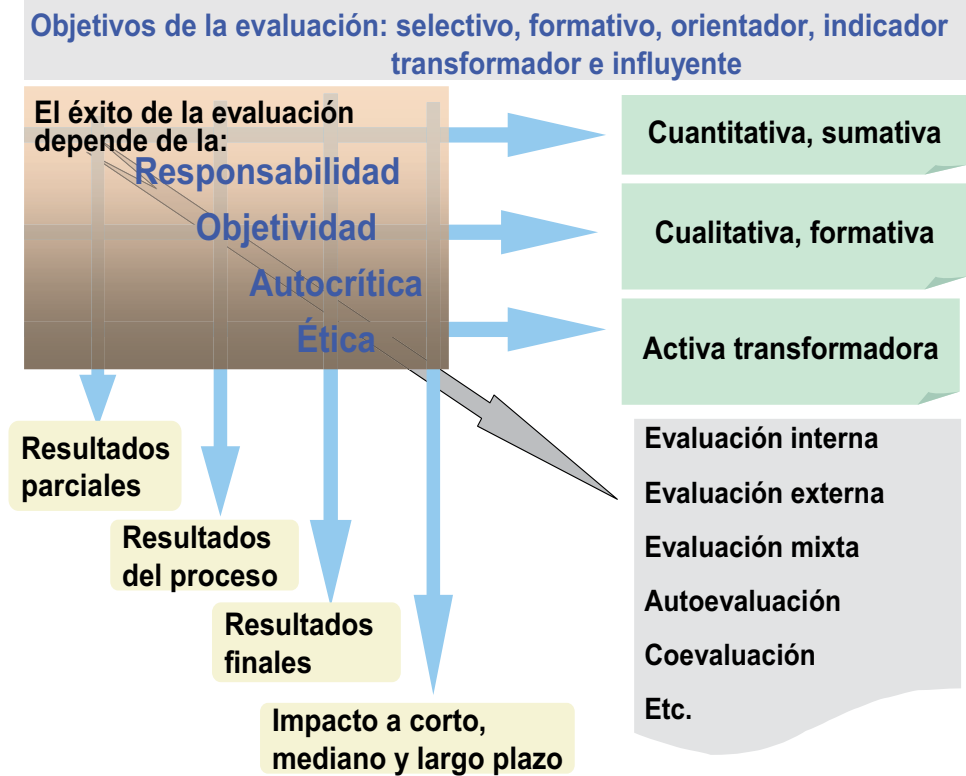 Objetivos de la evaluación: selectivo, formativo, orientador, indicador
transformador e influyente
El éxito de la evaluación
depende de la:
Responsabilidad
Objetividad
Autocrítica
Ética
Cuantitativa, sumativa
Cualitativa, formativa
Activa transformadora
Resultados
parciales
Resultados
del proceso
Resultados
finales
Impacto a corto,
mediano y largo plazo
Evaluación interna
Evaluación externa
Evaluación mixta
Autoevaluación
Coevaluación
Etc.